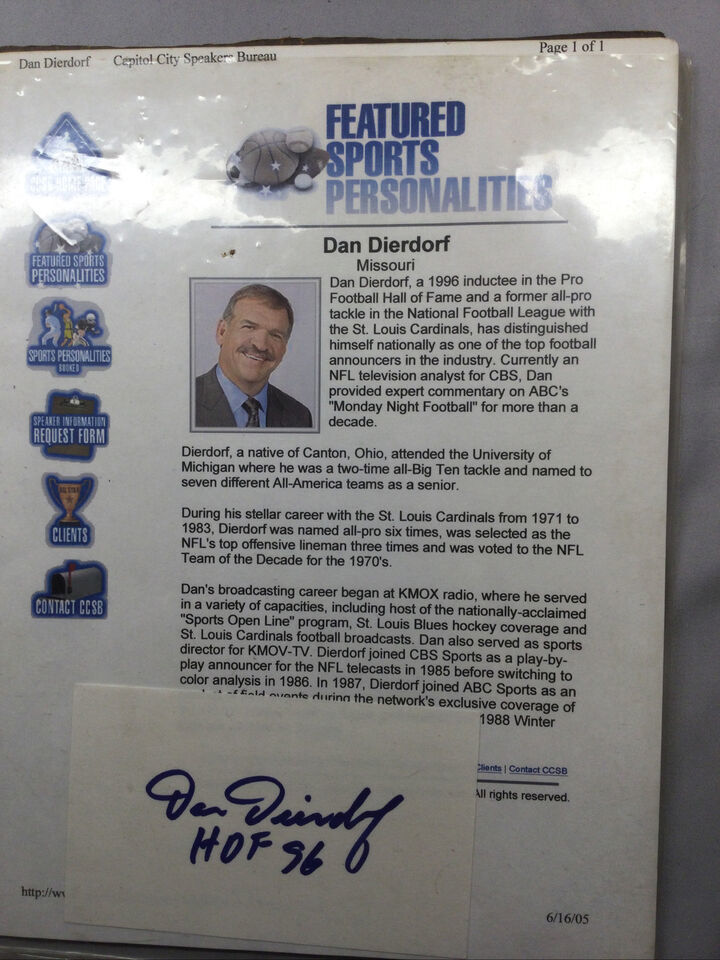 Dan Dierdorf Capitol City Speakers Bureau
Page 1 of 1
FEATURED
SPORTS
PERSONALITIES
FEATURED SPORTS
PERSONALITIES
SPORTS PERSONALITIES
BOOKED
SPEAKER INFORMATION
REQUEST FORM
ALL STAR
CLIENTS
CONTACT CCSB
Dan Dierdorf
Missouri
Dan Dierdorf, a 1996 inductee in the Pro
Football Hall of Fame and a former all-pro
tackle in the National Football League with
the St. Louis Cardinals, has distinguished
himself nationally as one of the top football
announcers in the industry. Currently an
NFL television analyst for CBS, Dan
provided expert commentary on ABC's
"Monday Night Football" for more than a
decade.
Dierdorf, a native of Canton, Ohio, attended the University of
Michigan where he was a two-time all-Big Ten tackle and named to
seven different All-America teams as a senior.
During his stellar career with the St. Louis Cardinals from 1971 to
1983, Dierdorf was named all-pro six times, was selected as the
NFL's top offensive lineman three times and was voted to the NFL
Team of the Decade for the 1970's.
Dan's broadcasting career began at KMOX radio, where he served
in a variety of capacities, including host of the nationally-acclaimed
"Sports Open Line" program, St. Louis Blues hockey coverage and
St. Louis Cardinals football broadcasts. Dan also served as sports
director for KMOV-TV. Dierdorf joined CBS Sports as a play-by-
play announcer for the NFL telecasts in 1985 before switching to
color analysis in 1986. In 1987, Dierdorf joined ABC Sports as an
of field events during the network's exclusive coverage of
1988 Winter
Clients | Contact CCSB
All rights reserved.
Dan Dierdorf
HOF 96
http://w
6/16/05